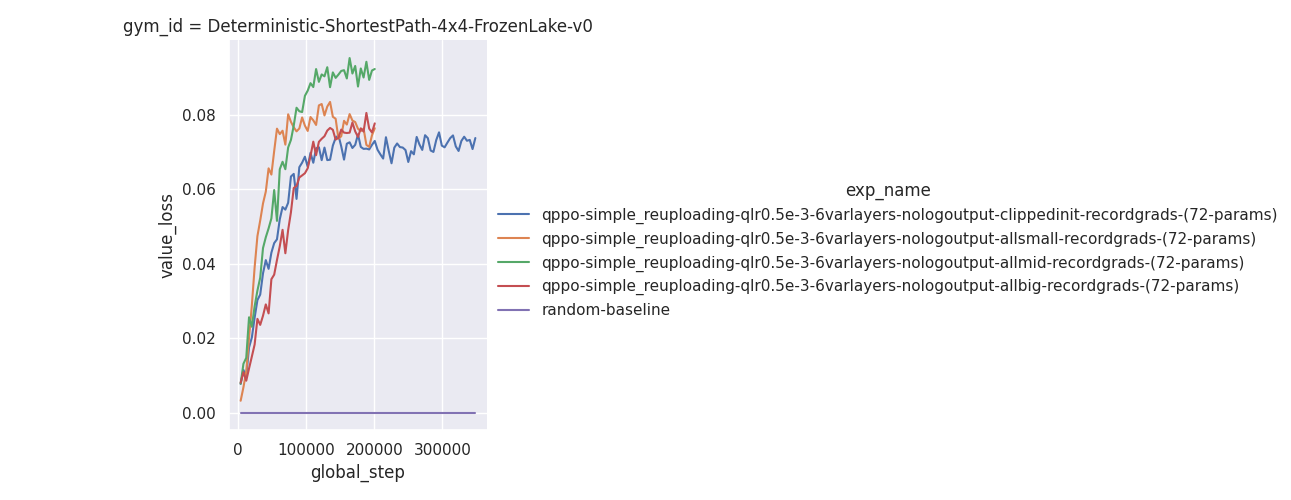 gym_id = Deterministic-ShortestPath-4x4-FrozenLake-v0
0.08
0.06
0.04
0.02
0.00
value_loss
0
100000
200000
300000
global_step
exp_name
qppo-simple_reuploading-qlr0.5e-3-6varlayers-nologoutput-clippedinit-recordgrads-(72-params)
qppo-simple_reuploading-qlr0.5e-3-6varlayers-nologoutput-allsmall-recordgrads-(72-params)
qppo-simple_reuploading-qlr0.5e-3-6varlayers-nologoutput-allmid-recordgrads-(72-params)
qppo-simple_reuploading-qlr0.5e-3-6varlayers-nologoutput-allbig-recordgrads-(72-params)
random-baseline